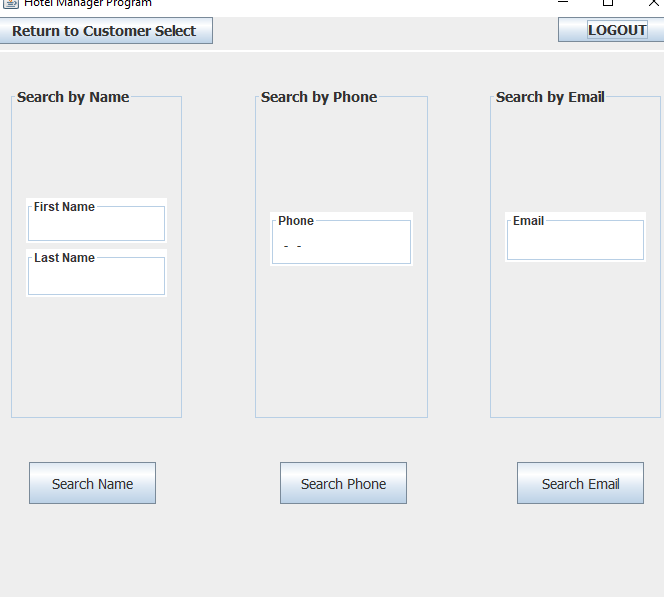 Hotel Manager Program
Return to Customer Select
LOGOUT
Search by Name
Search by Phone
Search by Email
First Name
Last Name
Phone
- -
Email
Search Name
Search Phone
Search Email